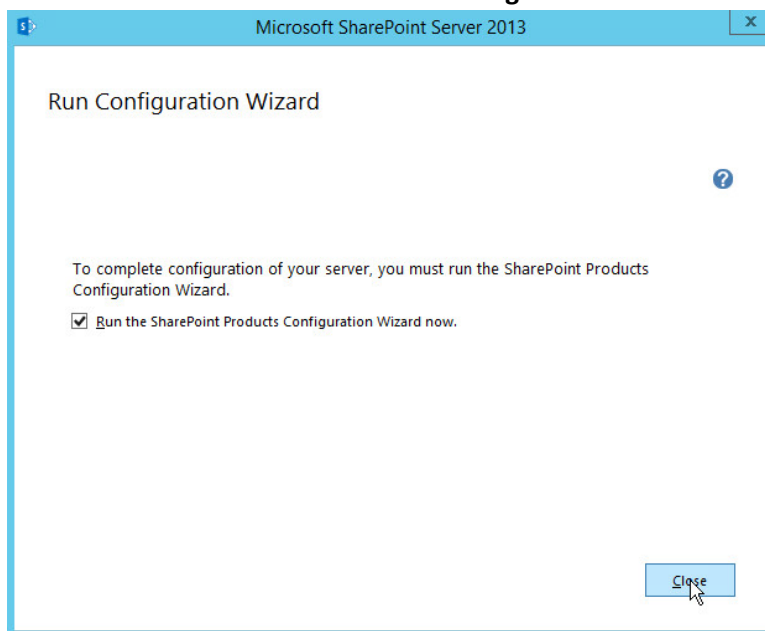 Microsoft SharePoint Server 2013
x
Run Configuration Wizard
?
To complete configuration of your server, you must run the SharePoint Products
Configuration Wizard.
Run the SharePoint Products Configuration Wizard now.
Close